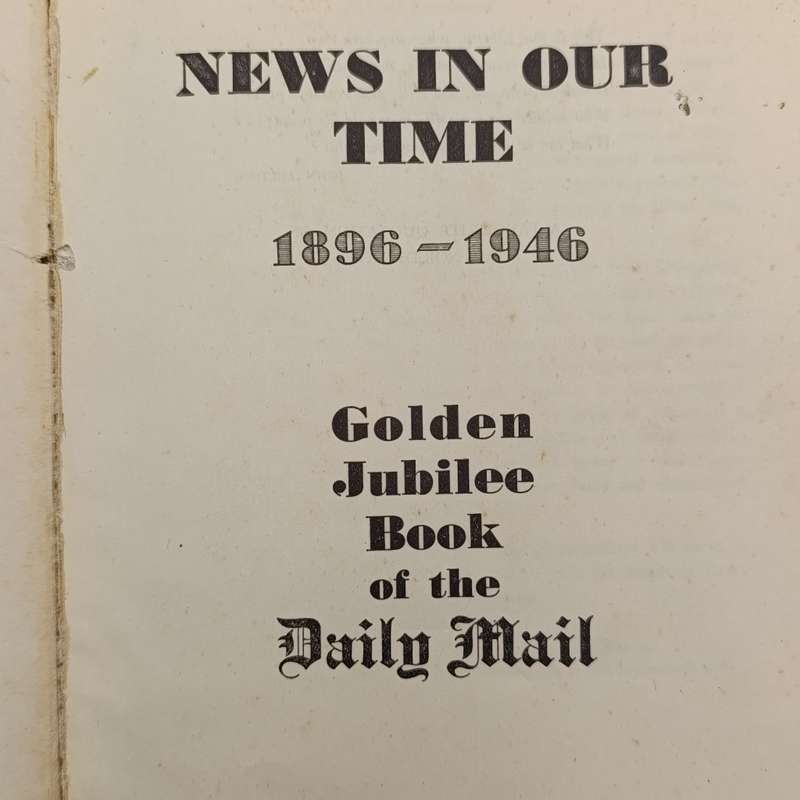 NEWS IN OUR
TIME
1896 – 1946
Golden
Jubilee
Book
of the
Daily Mail